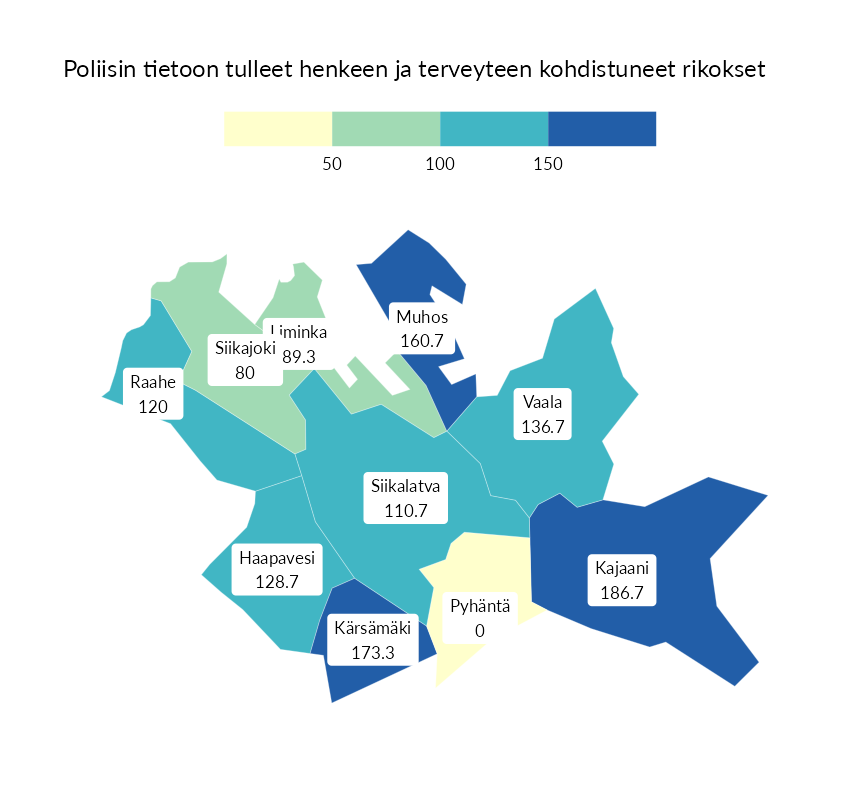 Poliisin tietoon tulleet henkeen ja terveyteen kohdistuneet rikokset
50
100
150
Muhos
160.7
Liminka
89.3
Siikajoki
80
Raahe
120
Vaala
136.7
Siikalatva
110.7
Haapavesi
128.7
Kajaani
186.7
Pyhäntä
0
Kärsämäki
173.3